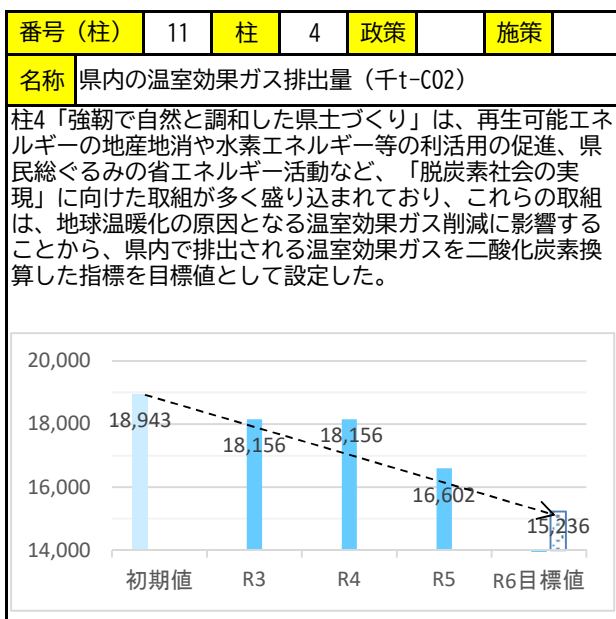 番号（柱） 11 柱 4 政策 施策
名称 県内の温室効果ガス排出量（千t-CO2）
柱4「強靭で自然と調和した県土づくり」は、再生可能エネ
ルギーの地産地消や水素エネルギー等の利活用の促進、県
民総ぐるみの省エネルギー活動など、「脱炭素社会の実
現」に向けた取組が多く盛り込まれており、これらの取組
は、地球温暖化の原因となる温室効果ガス削減に影響する
ことから、県内で排出される温室効果ガスを二酸化炭素換
算した指標を目標値として設定した。
20,000
18,000
16,000
14,000
18,943
18,156
18,156
16,602
15,236
初期値 R3 R4 R5 R6目標値